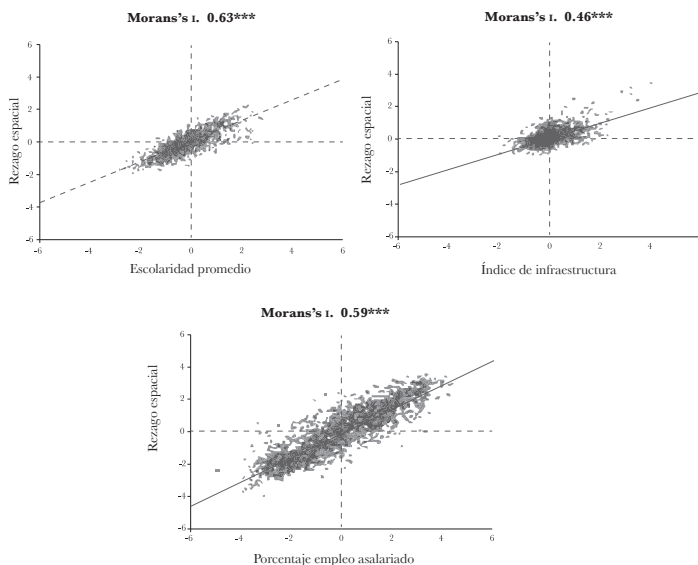 Morans's I. 0.63***
6
4
2
0
-2
-4
-6
Rezago espacial
-6 -4 -2 0 2 4 6
Escolaridad promedio
Morans's I. 0.46***
6
4
2
0
-2
-4
-6
Rezago espacial
-6 -4 -2 0 2 4
Índice de infraestructura
Morans's I. 0.59***
6
4
2
0
-2
-4
-6
Rezago espacial
-6 -4 -2 0 2 4 6
Porcentaje empleo asalariado